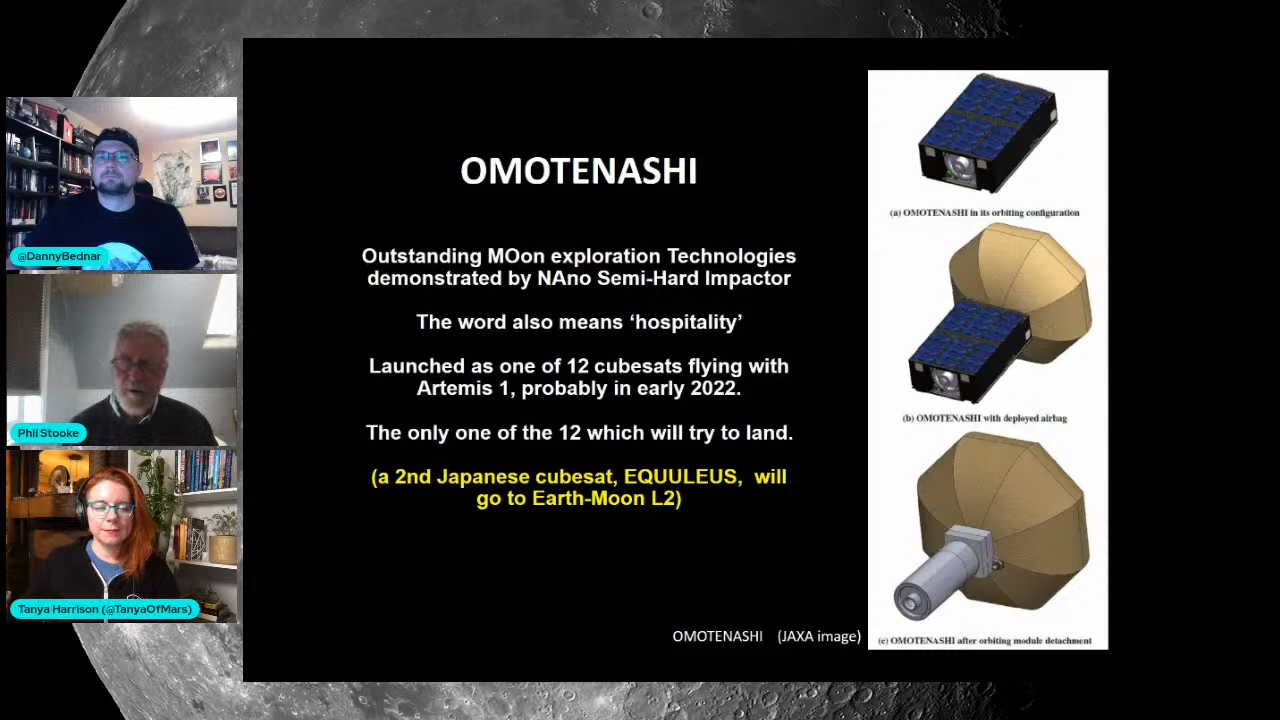 @DannyBednar
Phil Stooke
Tanya Harrison (@TanyaOfMars)
OMOTENASHI
Outstanding MOon exploration Technologies
demonstrated by NAno Semi-Hard Impactor
The word also means ‘hospitality’
Launched as one of 12 cubesats flying with
Artemis 1, probably in early 2022.
The only one of the 12 which will try to land.
(a 2nd Japanese cubesat, EQUULEUS, will
go to Earth-Moon L2)
OMOTENASHI (JAXA image)
(a) OMOTENASHI in its orbiting configuration
(b) OMOTENASHI with deployed airbag
(c) OMOTENASHI after orbiting module detachment